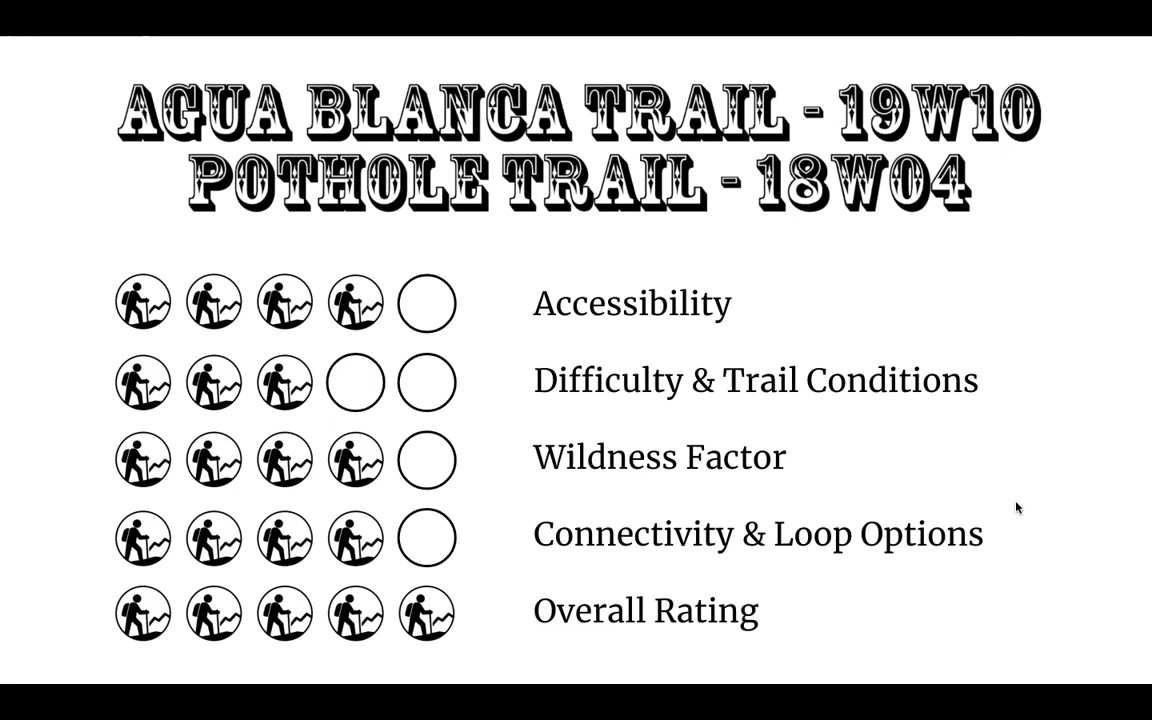 AGUA BLANCA TRAIL - 19W10
POTHOLE TRAIL - 18W04
Accessibility
Difficulty & Trail Conditions
Wildness Factor
Connectivity & Loop Options
Overall Rating